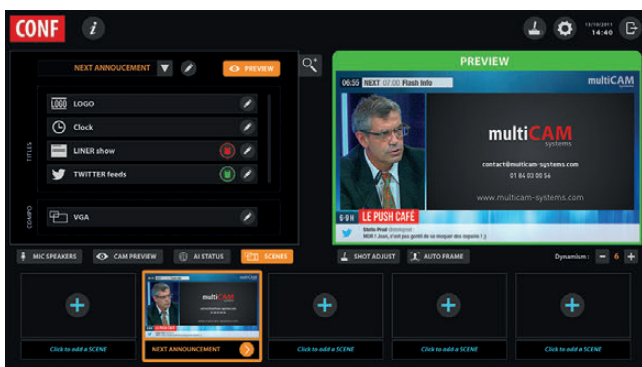 CONF
i
13/10/2011
14:40
NEXT ANNOUCEMENT
PREVIEW
TITLES
LOGO LOGO
Clock
LINER show
TWITTER feeds
COMPO
VGA
PREVIEW
06:55 NEXT 07:00 Flash Info
multiCAM
multiCAM
systems
contact@multicam-systems.com
01 84 03 00 56
www.multicam-systems.com
6-9 H LE PUSH CAFÉ
MIC SPEAKERS
CAM PREVIEW
AI STATUS
SCENES
SHOT ADJUST
AUTO FRAME
Dynamism : - 6 +
Click to add a SCENE
NEXT ANNOUNCEMENT
Click to add a SCENE
Click to add a SCENE
Click to add a SCENE